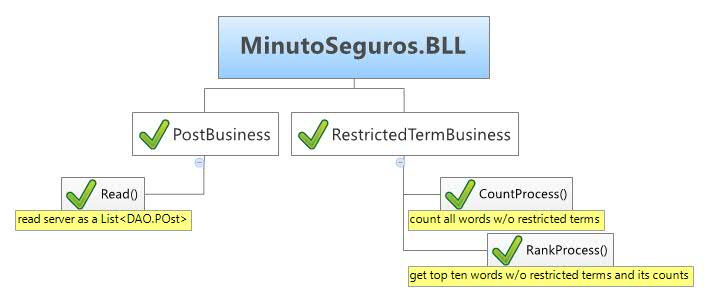 MinutoSeguros.BLL
PostBusiness
RestrictedTermBusiness
Read()
read server as a List<DAO.POst>
CountProcess()
count all words w/o restricted terms
RankProcess()
get top ten words w/o restricted terms and its counts